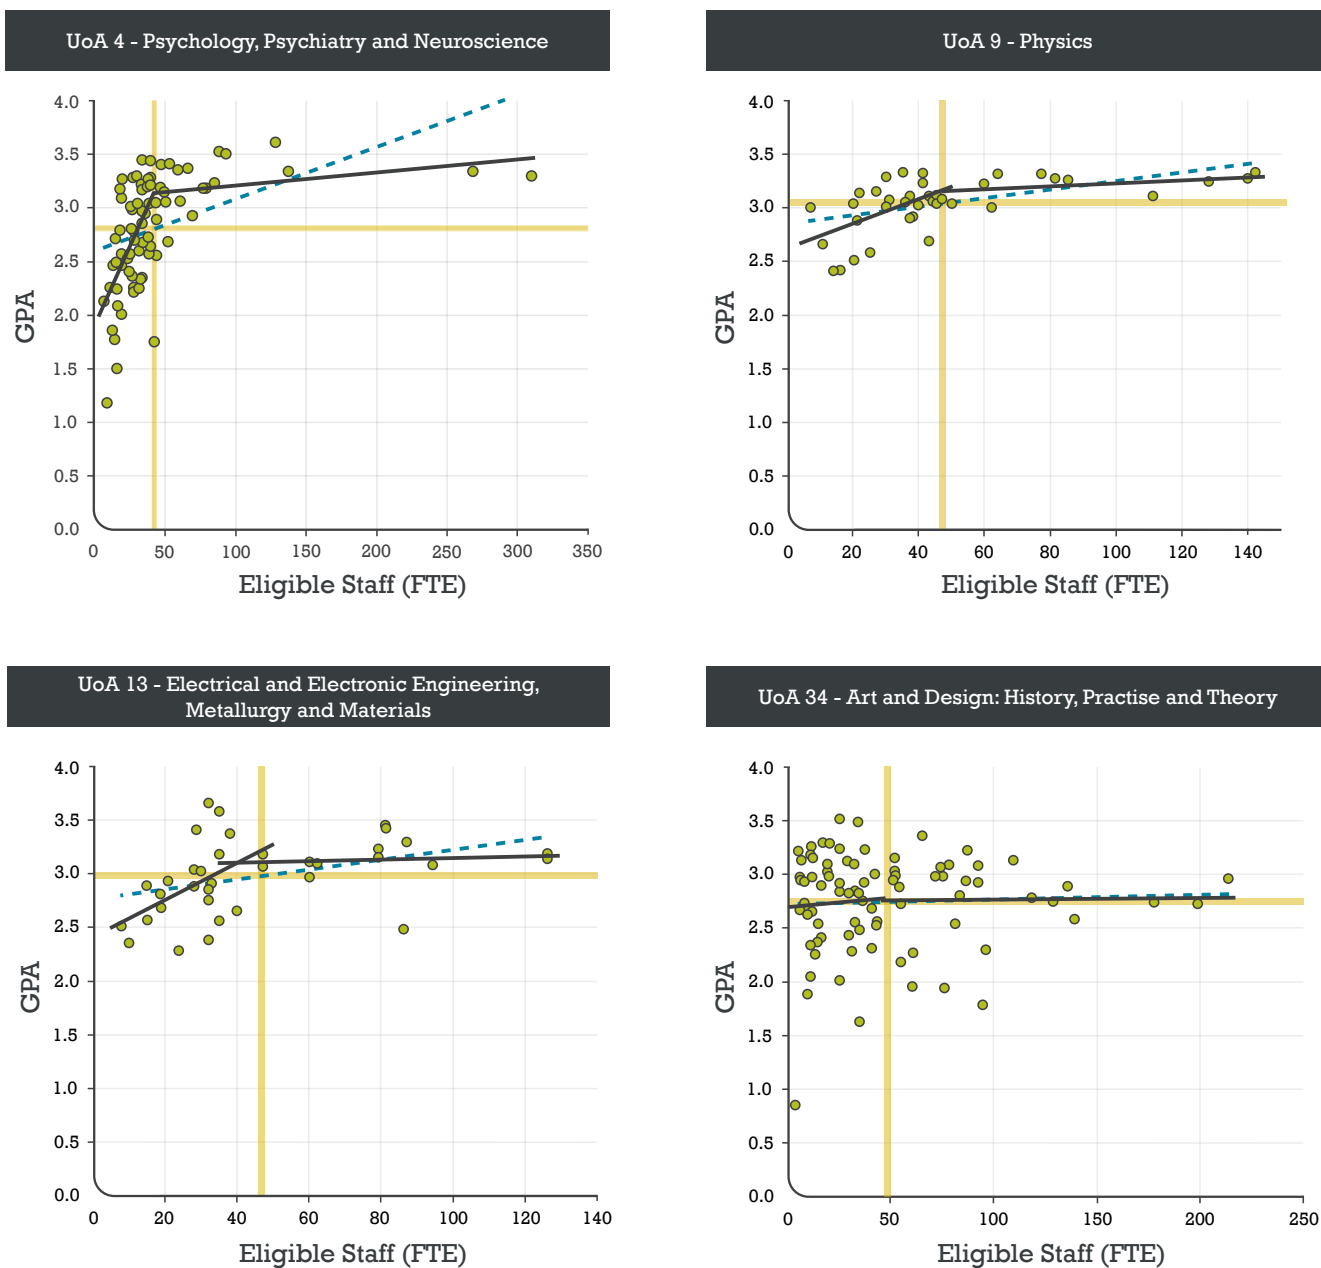 UoA 4 - Psychology, Psychiatry and Neuroscience
4.0
3.5
3.0
2.5
2.0
1.5
1.0
0.5
0.0
GPA
0 50 100 150 200 250 300 350
Eligible Staff (FTE)
UoA 9 - Physics
4.0
3.5
3.0
2.5
2.0
1.5
1.0
0.5
0.0
GPA
0 20 40 60 80 100 120 140
Eligible Staff (FTE)
UoA 13 - Electrical and Electronic Engineering,
Metallurgy and Materials
4.0
3.5
3.0
2.5
2.0
1.5
1.0
0.5
0.0
GPA
0 20 40 60 80 100 120 140
Eligible Staff (FTE)
UoA 34 - Art and Design: History, Practise and Theory
4.0
3.5
3.0
2.5
2.0
1.5
1.0
0.5
0.0
GPA
0 50 100 150 200 250
Eligible Staff (FTE)